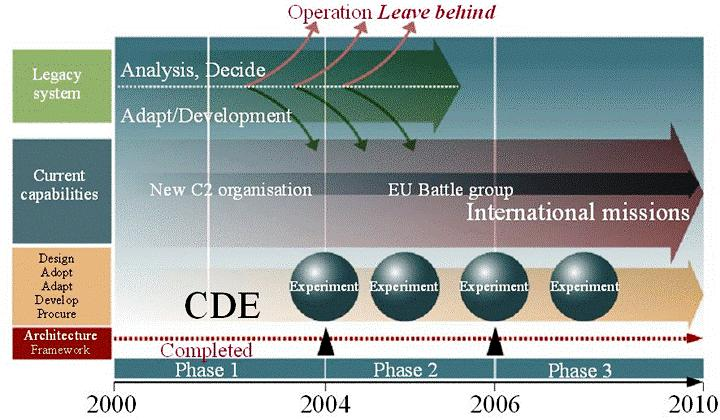 Operation Leave behind
Legacy
system
Analysis, Decide
Adapt/Development
Current
capabilities
New C2 organisation
EU Battle group
International missions
Design
Adopt
Adapt
Develop
Procure
CDE
Experiment
Experiment
Experiment
Experiment
Architecture
Framework
Completed
Phase 1
Phase 2
Phase 3
2000
2004
2006
2010